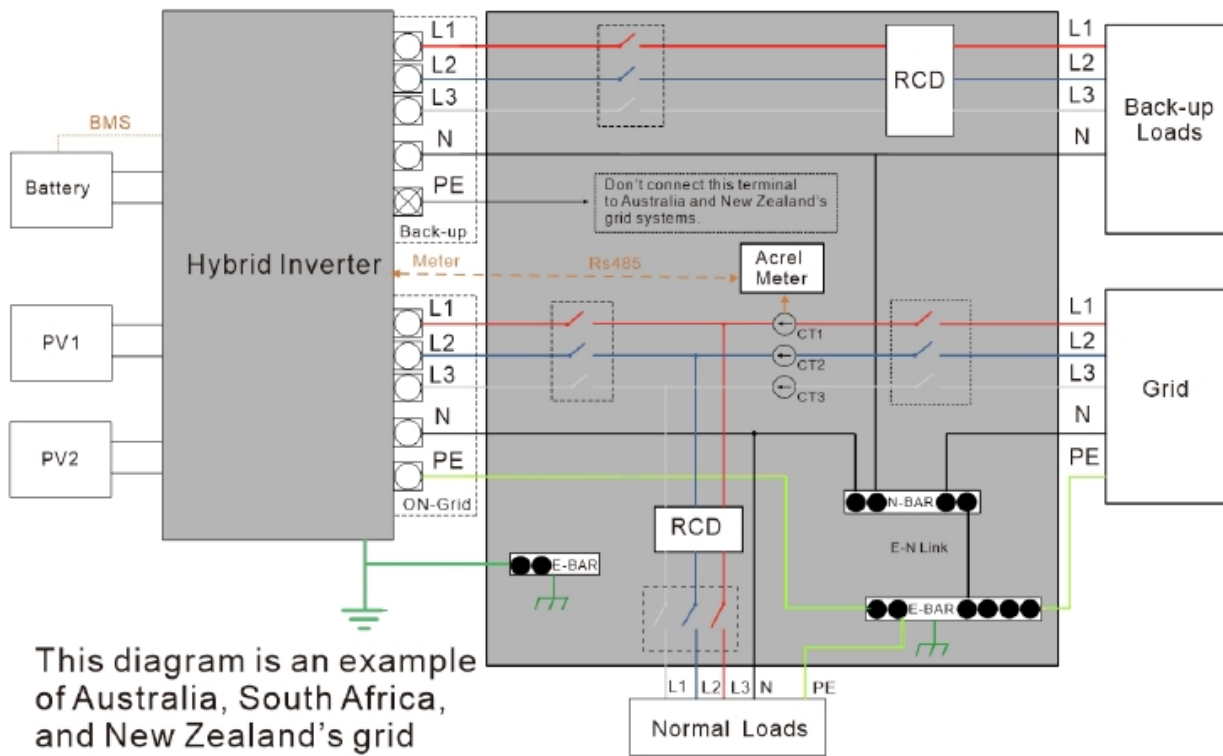 L1
L2
L3
N
PE
Back-up
BMS
Battery
Hybrid Inverter
PV1
PV2
RCD
L1
L2
L3
N
Back-up
Loads
Don't connect this terminal
to Australia and New Zealand's
grid systems.
Meter
Rs485
Acrel
Meter
L1
L2
L3
N
PE
ON-Grid
CT1
CT2
CT3
L1
L2
L3
N
PE
Grid
N-BAR
E-N Link
RCD
E-BAR
E-BAR
L1
L2
L3
N
PE
Normal Loads
This diagram is an example
of Australia, South Africa,
and New Zealand's grid